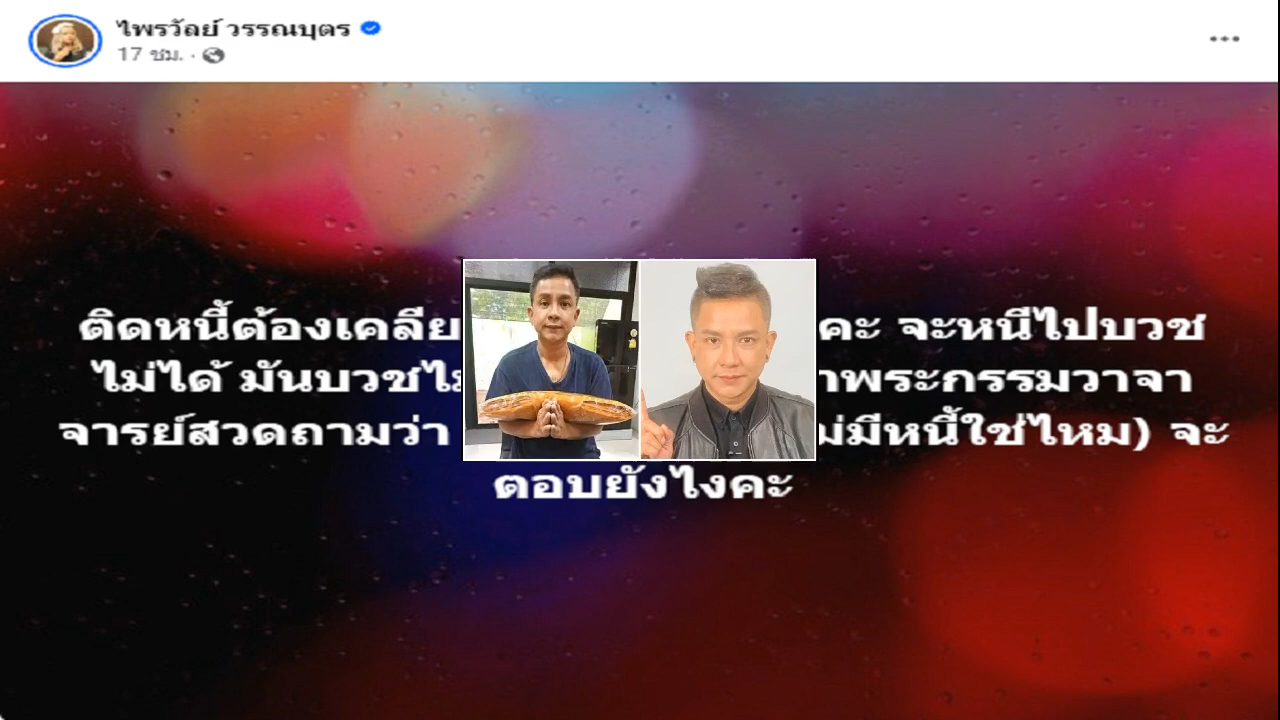 ไพรวัลย์ วรรณบุตร
17 ชม.
ติดหนี้ต้องเคลีย คะ จะหนีไปบวช
ไม่ได้ มันบวชไม าพระกรรมวาจา
จารย์สวดถามว่า ม่มีหนี้ใช่ไหม) จะ
ตอบยังไงคะ